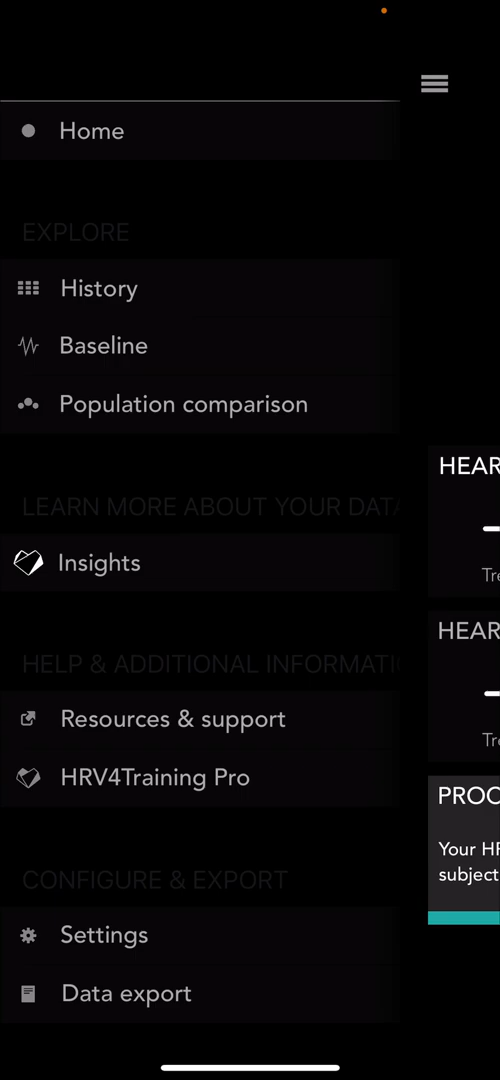 Home
EXPLORE
History
Baseline
Population comparison
HEAR
Tre
LEARN MORE ABOUT YOUR DATA
Insights
HEAR
Tre
HELP & ADDITIONAL INFORMATI
Resources & support
HRV4Training Pro
PROC
Your HR
subject
CONFIGURE & EXPORT
Settings
Data export